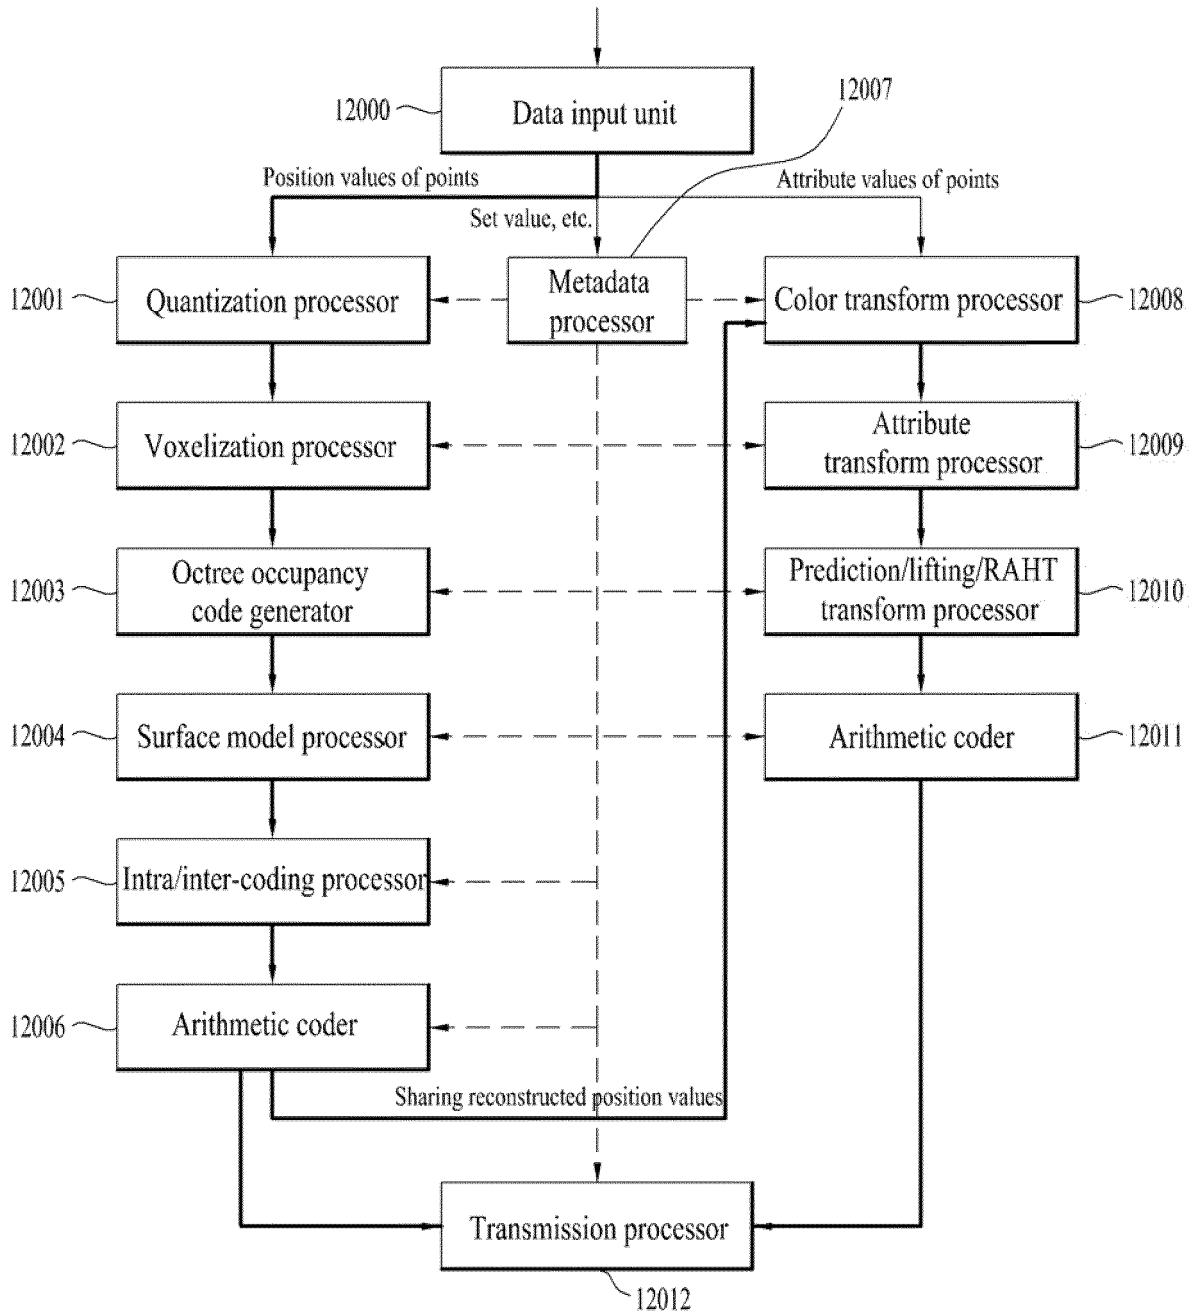 12000
Data input unit
12007
Position values of points
Set value, etc.
Attribute values of points
12001
Quantization processor
Metadata
processor
Color transform processor
12008
12002
Voxelization processor
Attribute
transform processor
12009
12003
Octree occupancy
code generator
Prediction/lifting/RAHT
transform processor
12010
12004
Surface model processor
Arithmetic coder
12011
12005
Intra/inter-coding processor
12006
Arithmetic coder
Sharing reconstructed position values
Transmission processor
12012